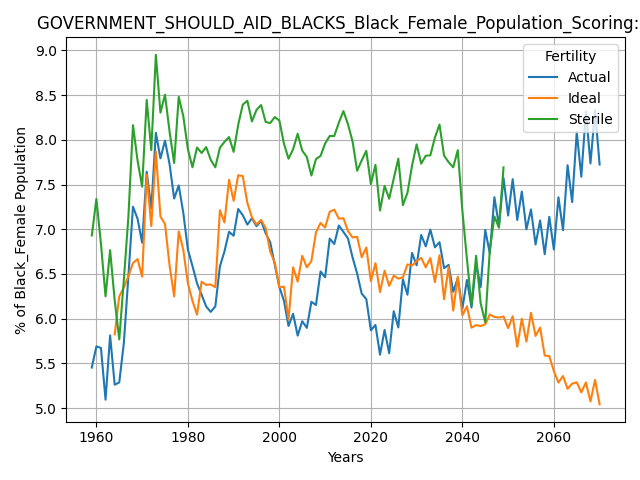 GOVERNMENT_SHOULD_AID_BLACKS_Black_Female_Population_Scoring:
% of Black_Female Population
9.0
8.5
8.0
7.5
7.0
6.5
6.0
5.5
5.0
Fertility
Actual
Ideal
Sterile
1960
1980
2000
2020
2040
2060
Years